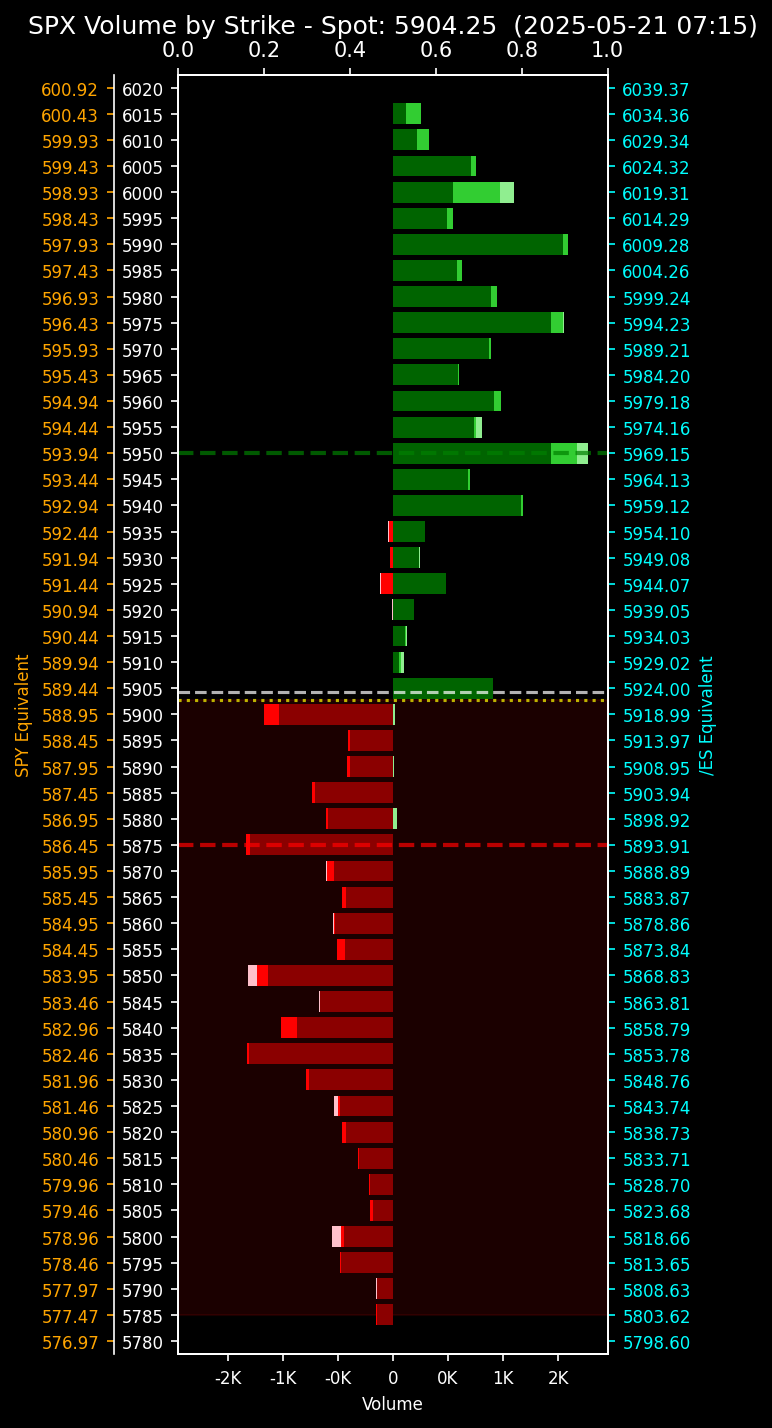 SPX Volume by Strike - Spot: 5904.25 (2025-05-21 07:15)
0.0 0.2 0.4 0.6 0.8 1.0
600.92 6020 6039.37
600.43 6015 6034.36
599.93 6010 6029.34
599.43 6005 6024.32
598.93 6000 6019.31
598.43 5995 6014.29
597.93 5990 6009.28
597.43 5985 6004.26
596.93 5980 5999.24
596.43 5975 5994.23
595.93 5970 5989.21
595.43 5965 5984.20
594.94 5960 5979.18
594.44 5955 5974.16
593.94 5950 5969.15
593.44 5945 5964.13
592.94 5940 5959.12
592.44 5935 5954.10
591.94 5930 5949.08
591.44 5925 5944.07
590.94 5920 5939.05
590.44 5915 5934.03
589.94 5910 5929.02
589.44 5905 5924.00
588.95 5900 5918.99
588.45 5895 5913.97
587.95 5890 5908.95
587.45 5885 5903.94
586.95 5880 5898.92
586.45 5875 5893.91
585.95 5870 5888.89
585.45 5865 5883.87
584.95 5860 5878.86
584.45 5855 5873.84
583.95 5850 5868.83
583.46 5845 5863.81
582.96 5840 5858.79
582.46 5835 5853.78
581.96 5830 5848.76
581.46 5825 5843.74
580.96 5820 5838.73
580.46 5815 5833.71
579.96 5810 5828.70
579.46 5805 5823.68
578.96 5800 5818.66
578.46 5795 5813.65
577.97 5790 5808.63
577.47 5785 5803.62
576.97 5780 5798.60
SPY Equivalent
/ES Equivalent
-2K -1K -0K 0 0K 1K 2K
Volume